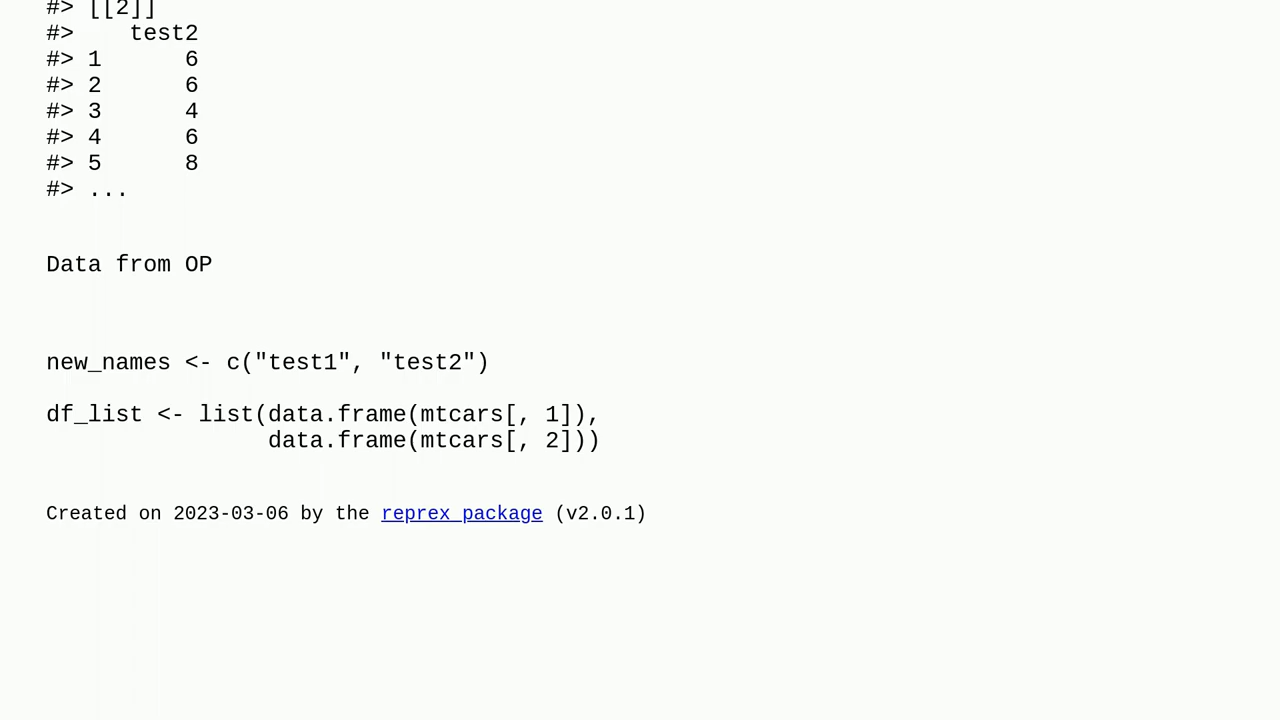 #> [[2]]
#>    test2
#> 1      6
#> 2      6
#> 3      4
#> 4      6
#> 5      8
#> ...
Data from OP
new_names <- c("test1", "test2")
df_list <- list(data.frame(mtcars[, 1]),
                data.frame(mtcars[, 2]))
Created on 2023-03-06 by the reprex package (v2.0.1)